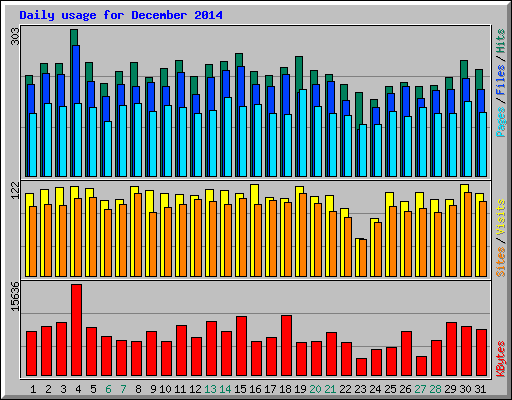 Daily usage for December 2014
303
Pages / Files / Hits
122
Sites / Visits
15636
KBytes
1 2 3 4 5 6 7 8 9 10 11 12 13 14 15 16 17 18 19 20 21 22 23 24 25 26 27 28 29 30 31